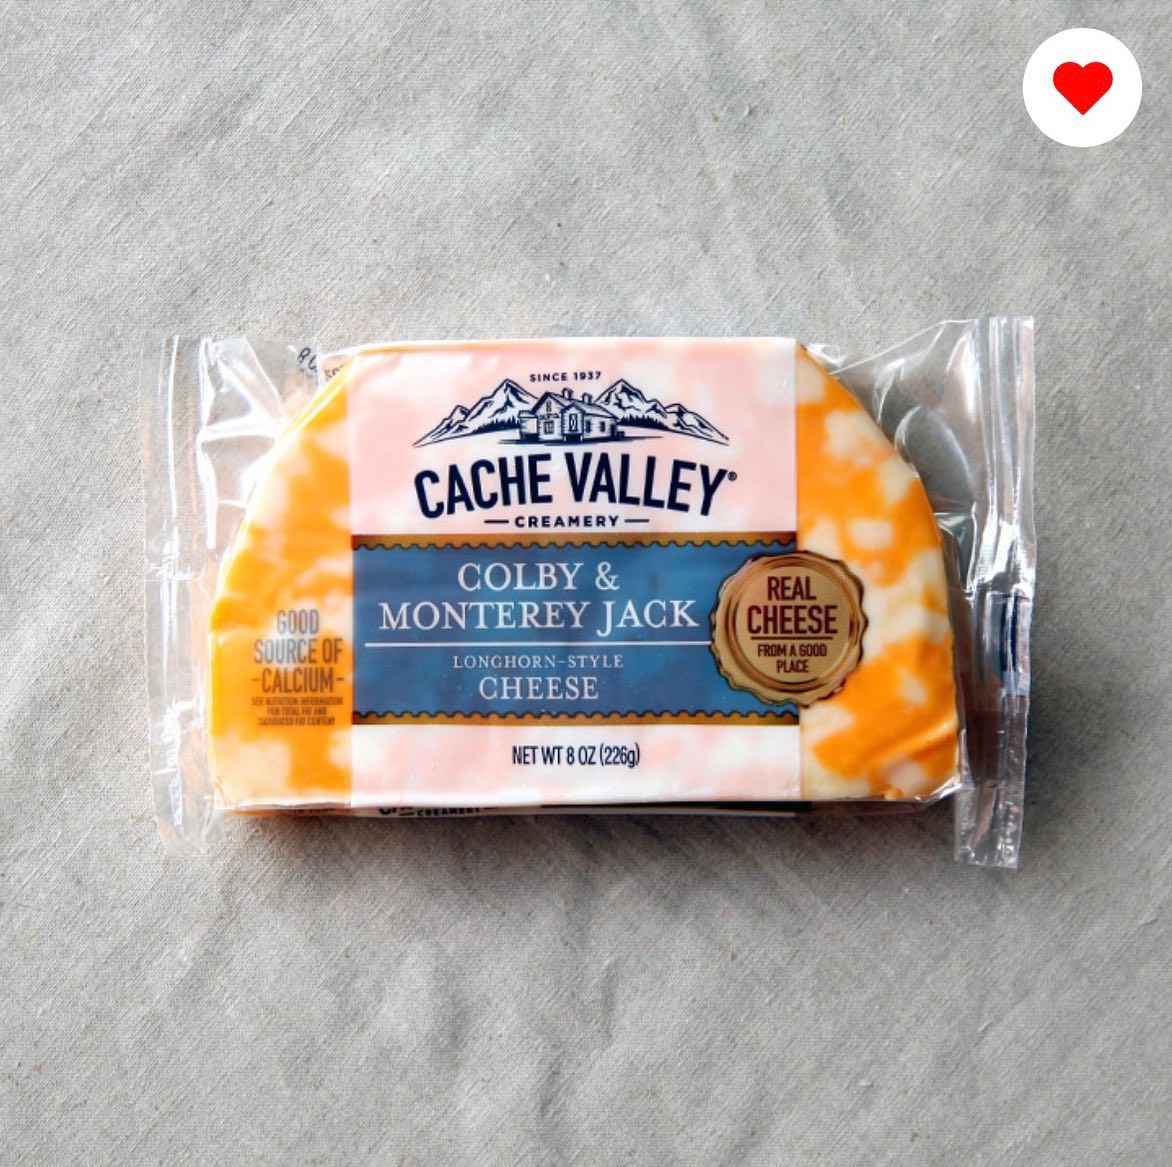 SINCE 1937
CACHE VALLEY®
CREAMERY
COLBY &
MONTEREY JACK
LONGHORN-STYLE
CHEESE
NET WT 8 OZ (226g)
GOOD
SOURCE OF
-CALCIUM-
SEE NUTRITION INFORMATION
FOR TOTAL FAT AND
SATURATED FAT CONTENT
REAL
CHEESE
FROM A GOOD
PLACE
CREAMERY